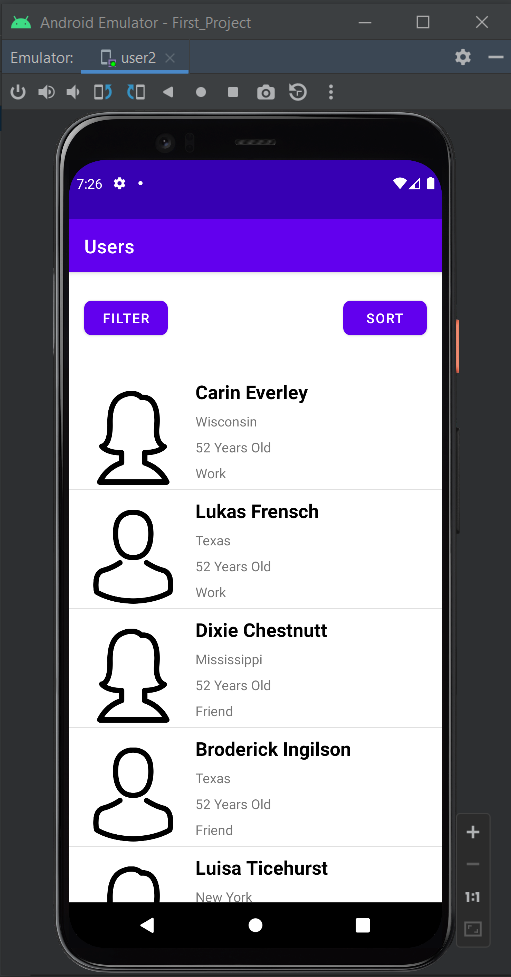 Android Emulator - First_Project
Emulator:
user2
7:26
Users
FILTER
SORT
Carin Everley
Wisconsin
52 Years Old
Work
Lukas Frensch
Texas
52 Years Old
Work
Dixie Chestnutt
Mississippi
52 Years Old
Friend
Broderick Ingilson
Texas
52 Years Old
Friend
Luisa Ticehurst
New York
1:1